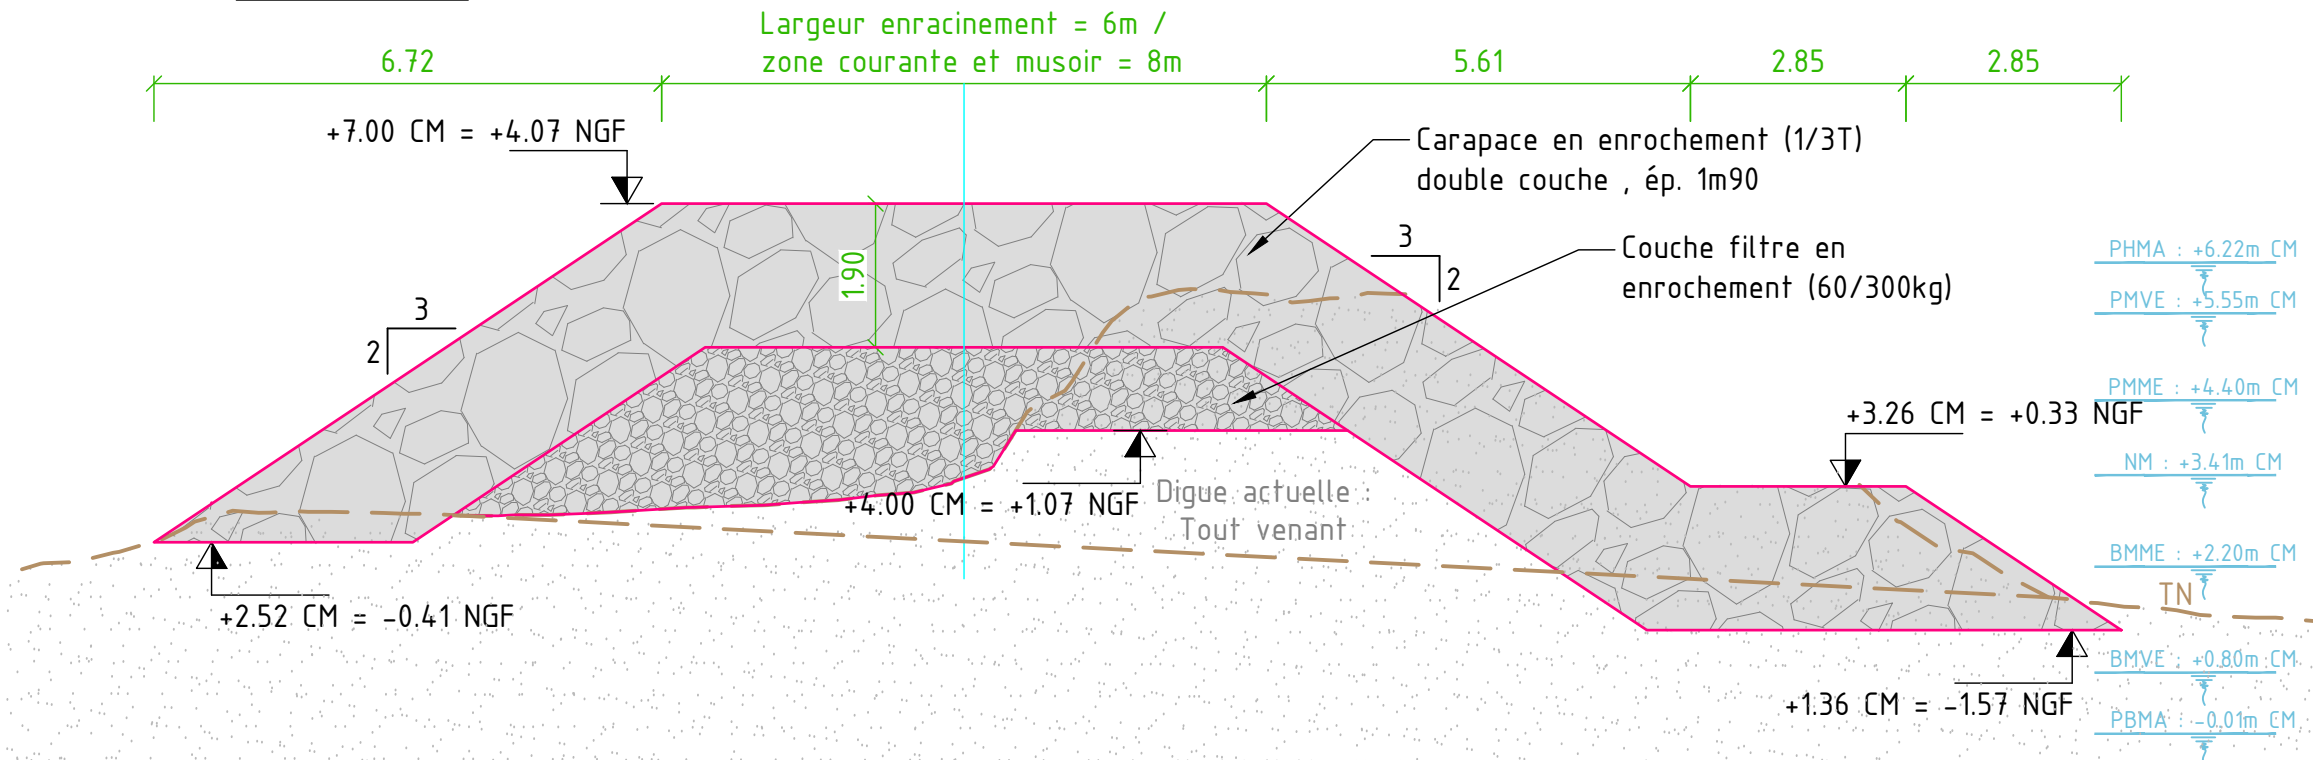 Largeur enracinement = 6m /
zone courante et musoir = 8m
6.72
5.61
2.85
2.85
+7.00 CM = +4.07 NGF
Carapace en enrochement (1/3T)
double couche , ép. 1m90
3
2
Couche filtre en
enrochement (60/300kg)
1.90
3
2
PHMA : +6.22m CM
PMVE : +5.55m CM
PMME : +4.40m CM
+3.26 CM = +0.33 NGF
NM : +3.41m CM
+4.00 CM = +1.07 NGF
Digue actuelle :
Tout venant
BMME : +2.20m CM
TN
+2.52 CM = -0.41 NGF
BMVE : +0.80m CM
+1.36 CM = -1.57 NGF
PBMA : -0.01m CM